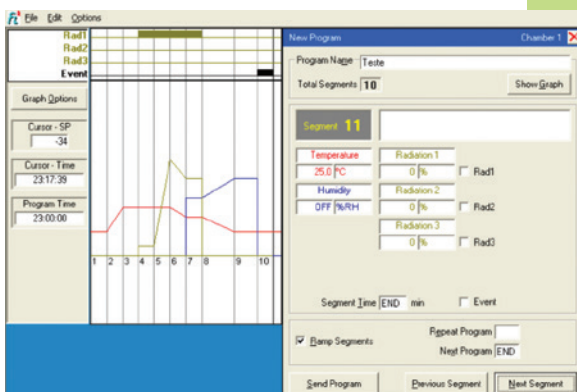 File Edit Options
Rad1
Rad2
Rad3
Event
Graph Options
Cursor - SP
-34
Cursor - Time
23:17:39
Program Time
23:00:00
1 2 3 4 5 6 7 8 9 10
New Program Chamber 1
Program Name Teste
Total Segments 10 Show Graph
Segment 11
Temperature Radiation 1
25.0 °C 0 % Rad1
Humidity Radiation 2
OFF %RH 0 % Rad2
Radiation 3
0 % Rad3
Segment Time END min Event
Ramp Segments
Repeat Program
Next Program END
Send Program Previous Segment Next Segment